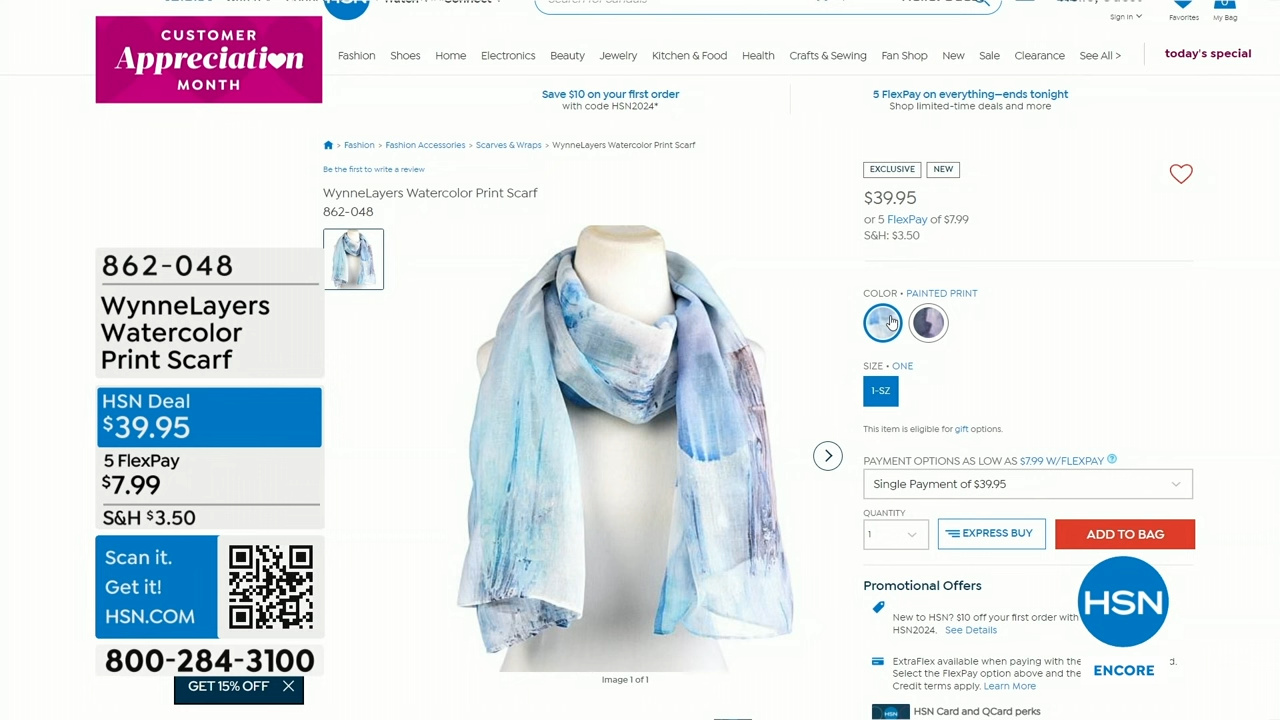 HSN
Sign In
Favorites
My Bag
CUSTOMER
Appreciation
MONTH
Fashion Shoes Home Electronics Beauty Jewelry Kitchen & Food Health Crafts & Sewing Fan Shop New Sale Clearance See All > today's special
Save $10 on your first order
with code HSN2024*
5 FlexPay on everything—ends tonight
Shop limited-time deals and more
> Fashion > Fashion Accessories > Scarves & Wraps > WynneLayers Watercolor Print Scarf
Be the first to write a review
WynneLayers Watercolor Print Scarf
862-048
EXCLUSIVE NEW
$39.95
or 5 FlexPay of $7.99
S&H: $3.50
COLOR • PAINTED PRINT
SIZE • ONE
1-SZ
This item is eligible for gift options.
PAYMENT OPTIONS AS LOW AS $7.99 W/FLEXPAY ?
Single Payment of $39.95
QUANTITY
1
EXPRESS BUY
ADD TO BAG
Promotional Offers
New to HSN? $10 off your first order with
HSN2024. See Details
ExtraFlex available when paying with the
Select the FlexPay option above and the
Credit terms apply. Learn More
HSN Card and QCard perks
Image 1 of 1
862-048
WynneLayers
Watercolor
Print Scarf
HSN Deal
$39.95
5 FlexPay
$7.99
S&H $3.50
Scan it.
Get it!
HSN.COM
800-284-3100
GET 15% OFF
HSN
ENCORE